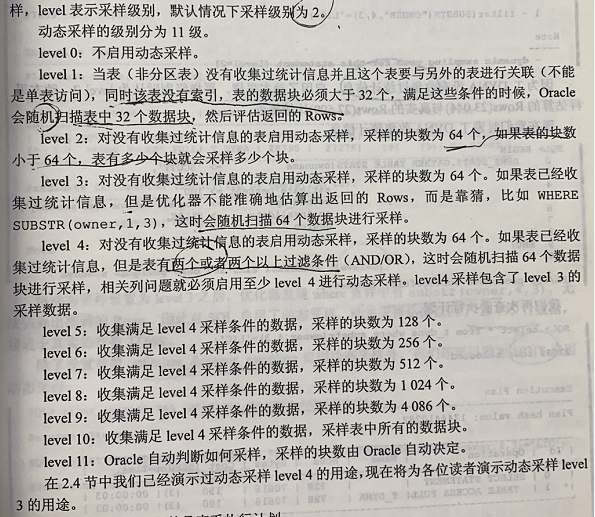 样，level 表示采样级别，默认情况下采样级别为 2。
动态采样的级别分为 11 级。
level 0：不启用动态采样。
level 1：当表（非分区表）没有收集过统计信息并且这个表要与另外的表进行关联（不能
是单表访问），同时该表没有索引，表的数据块必须大于 32 个，满足这些条件的时候，Oracle
会随机扫描表中 32 个数据块，然后评估返回的 Rows。
level 2：对没有收集过统计信息的表启用动态采样，采样的块数为 64 个，如果表的块数
小于 64 个，表有多少个块就会采样多少个块。
level 3：对没有收集过统计信息的表启用动态采样，采样的块数为 64 个。如果表已经收
集过统计信息，但是优化器不能准确地估算出返回的 Rows，而是靠猜，比如 WHERE
SUBSTR(owner,1,3)，这时会随机扫描 64 个数据块进行采样。
level 4：对没有收集过统计信息的表启用动态采样，采样的块数为 64 个。如果表已经收
集过统计信息，但是表有两个或者两个以上过滤条件（AND/OR），这时会随机扫描 64 个数据
块进行采样，相关列问题就必须启用至少 level 4 进行动态采样。level4 采样包含了 level 3 的
采样数据。
level 5：收集满足 level 4 采样条件的数据，采样的块数为 128 个。
level 6：收集满足 level 4 采样条件的数据，采样的块数为 256 个。
level 7：收集满足 level 4 采样条件的数据，采样的块数为 512 个。
level 8：收集满足 level 4 采样条件的数据，采样的块数为 1 024 个。
level 9：收集满足 level 4 采样条件的数据，采样的块数为 4 086 个。
level 10：收集满足 level 4 采样条件的数据，采样表中所有的数据块。
level 11：Oracle 自动判断如何采样，采样的块数由 Oracle 自动决定。
在 2.4 节中我们已经演示过动态采样 level 4 的用途，现在将为各位读者演示动态采样 level
3 的用途。